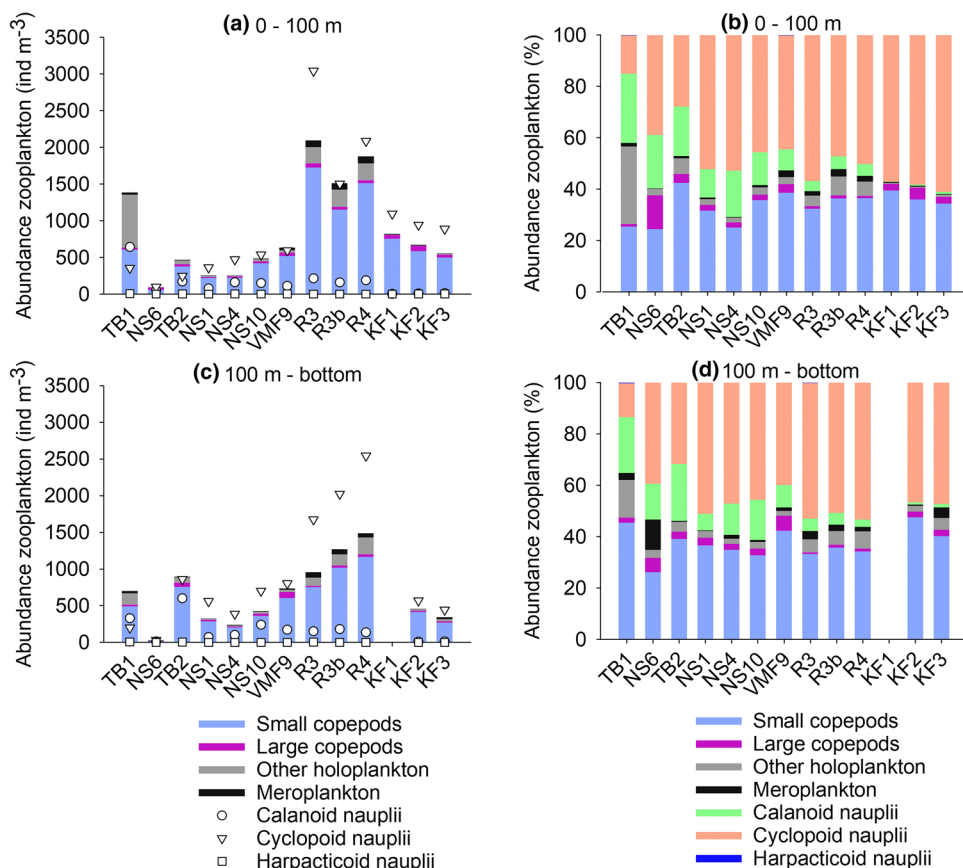 (a) 0 - 100 m
Abundance zooplankton (ind m-3)
3500
3000
2500
2000
1500
1000
500
0
TB1 NS6 TB2 NS1 NS4 NS10 VMF9 R3 R3b R4 KF1 KF2 KF3
(b) 0 - 100 m
Abundance zooplankton (%)
100
80
60
40
20
0
TB1 NS6 TB2 NS1 NS4 NS10 VMF9 R3 R3b R4 KF1 KF2 KF3
(c) 100 m - bottom
Abundance zooplankton (ind m-3)
3500
3000
2500
2000
1500
1000
500
0
TB1 NS6 TB2 NS1 NS4 NS10 VMF9 R3 R3b R4 KF1 KF2 KF3
(d) 100 m - bottom
Abundance zooplankton (%)
100
80
60
40
20
0
TB1 NS6 TB2 NS1 NS4 NS10 VMF9 R3 R3b R4 KF1 KF2 KF3
Small copepods
Large copepods
Other holoplankton
Meroplankton
Calanoid nauplii
Cyclopoid nauplii
Harpacticoid nauplii
Small copepods
Large copepods
Other holoplankton
Meroplankton
Calanoid nauplii
Cyclopoid nauplii
Harpacticoid nauplii